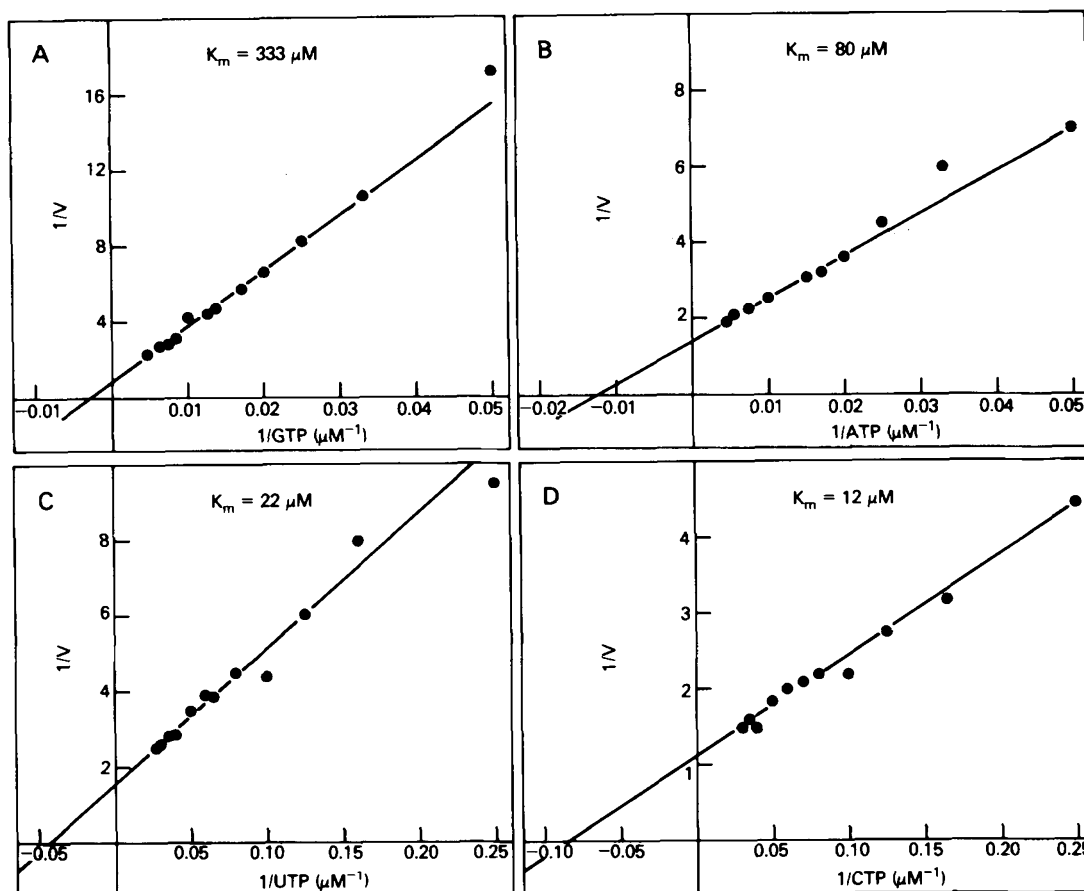 A
K_m = 333 μM
16
12
8
4
1/V
−0.01
0.01
0.02
0.03
0.04
0.05
1/GTP (μM⁻¹)
B
K_m = 80 μM
8
6
4
2
1/V
−0.02
−0.01
0.01
0.02
0.03
0.04
0.05
1/ATP (μM⁻¹)
C
K_m = 22 μM
8
6
4
2
1/V
−0.05
0.05
0.10
0.15
0.20
0.25
1/UTP (μM⁻¹)
D
K_m = 12 μM
4
3
2
1
1/V
−0.10
−0.05
0.05
0.10
0.15
0.20
0.25
1/CTP (μM⁻¹)